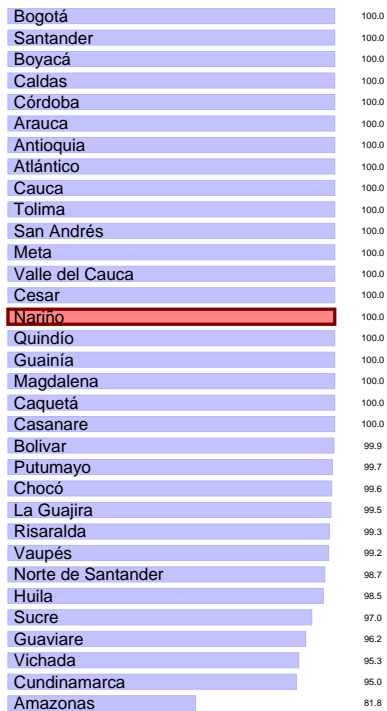 Bogotá 100.0
Santander 100.0
Boyacá 100.0
Caldas 100.0
Córdoba 100.0
Arauca 100.0
Antioquia 100.0
Atlántico 100.0
Cauca 100.0
Tolima 100.0
San Andrés 100.0
Meta 100.0
Valle del Cauca 100.0
Cesar 100.0
Nariño 100.0
Quindío 100.0
Guainía 100.0
Magdalena 100.0
Caquetá 100.0
Casanare 100.0
Bolivar 99.9
Putumayo 99.7
Chocó 99.6
La Guajira 99.5
Risaralda 99.3
Vaupés 99.2
Norte de Santander 98.7
Huila 98.5
Sucre 97.0
Guaviare 96.2
Vichada 95.3
Cundinamarca 95.0
Amazonas 81.8